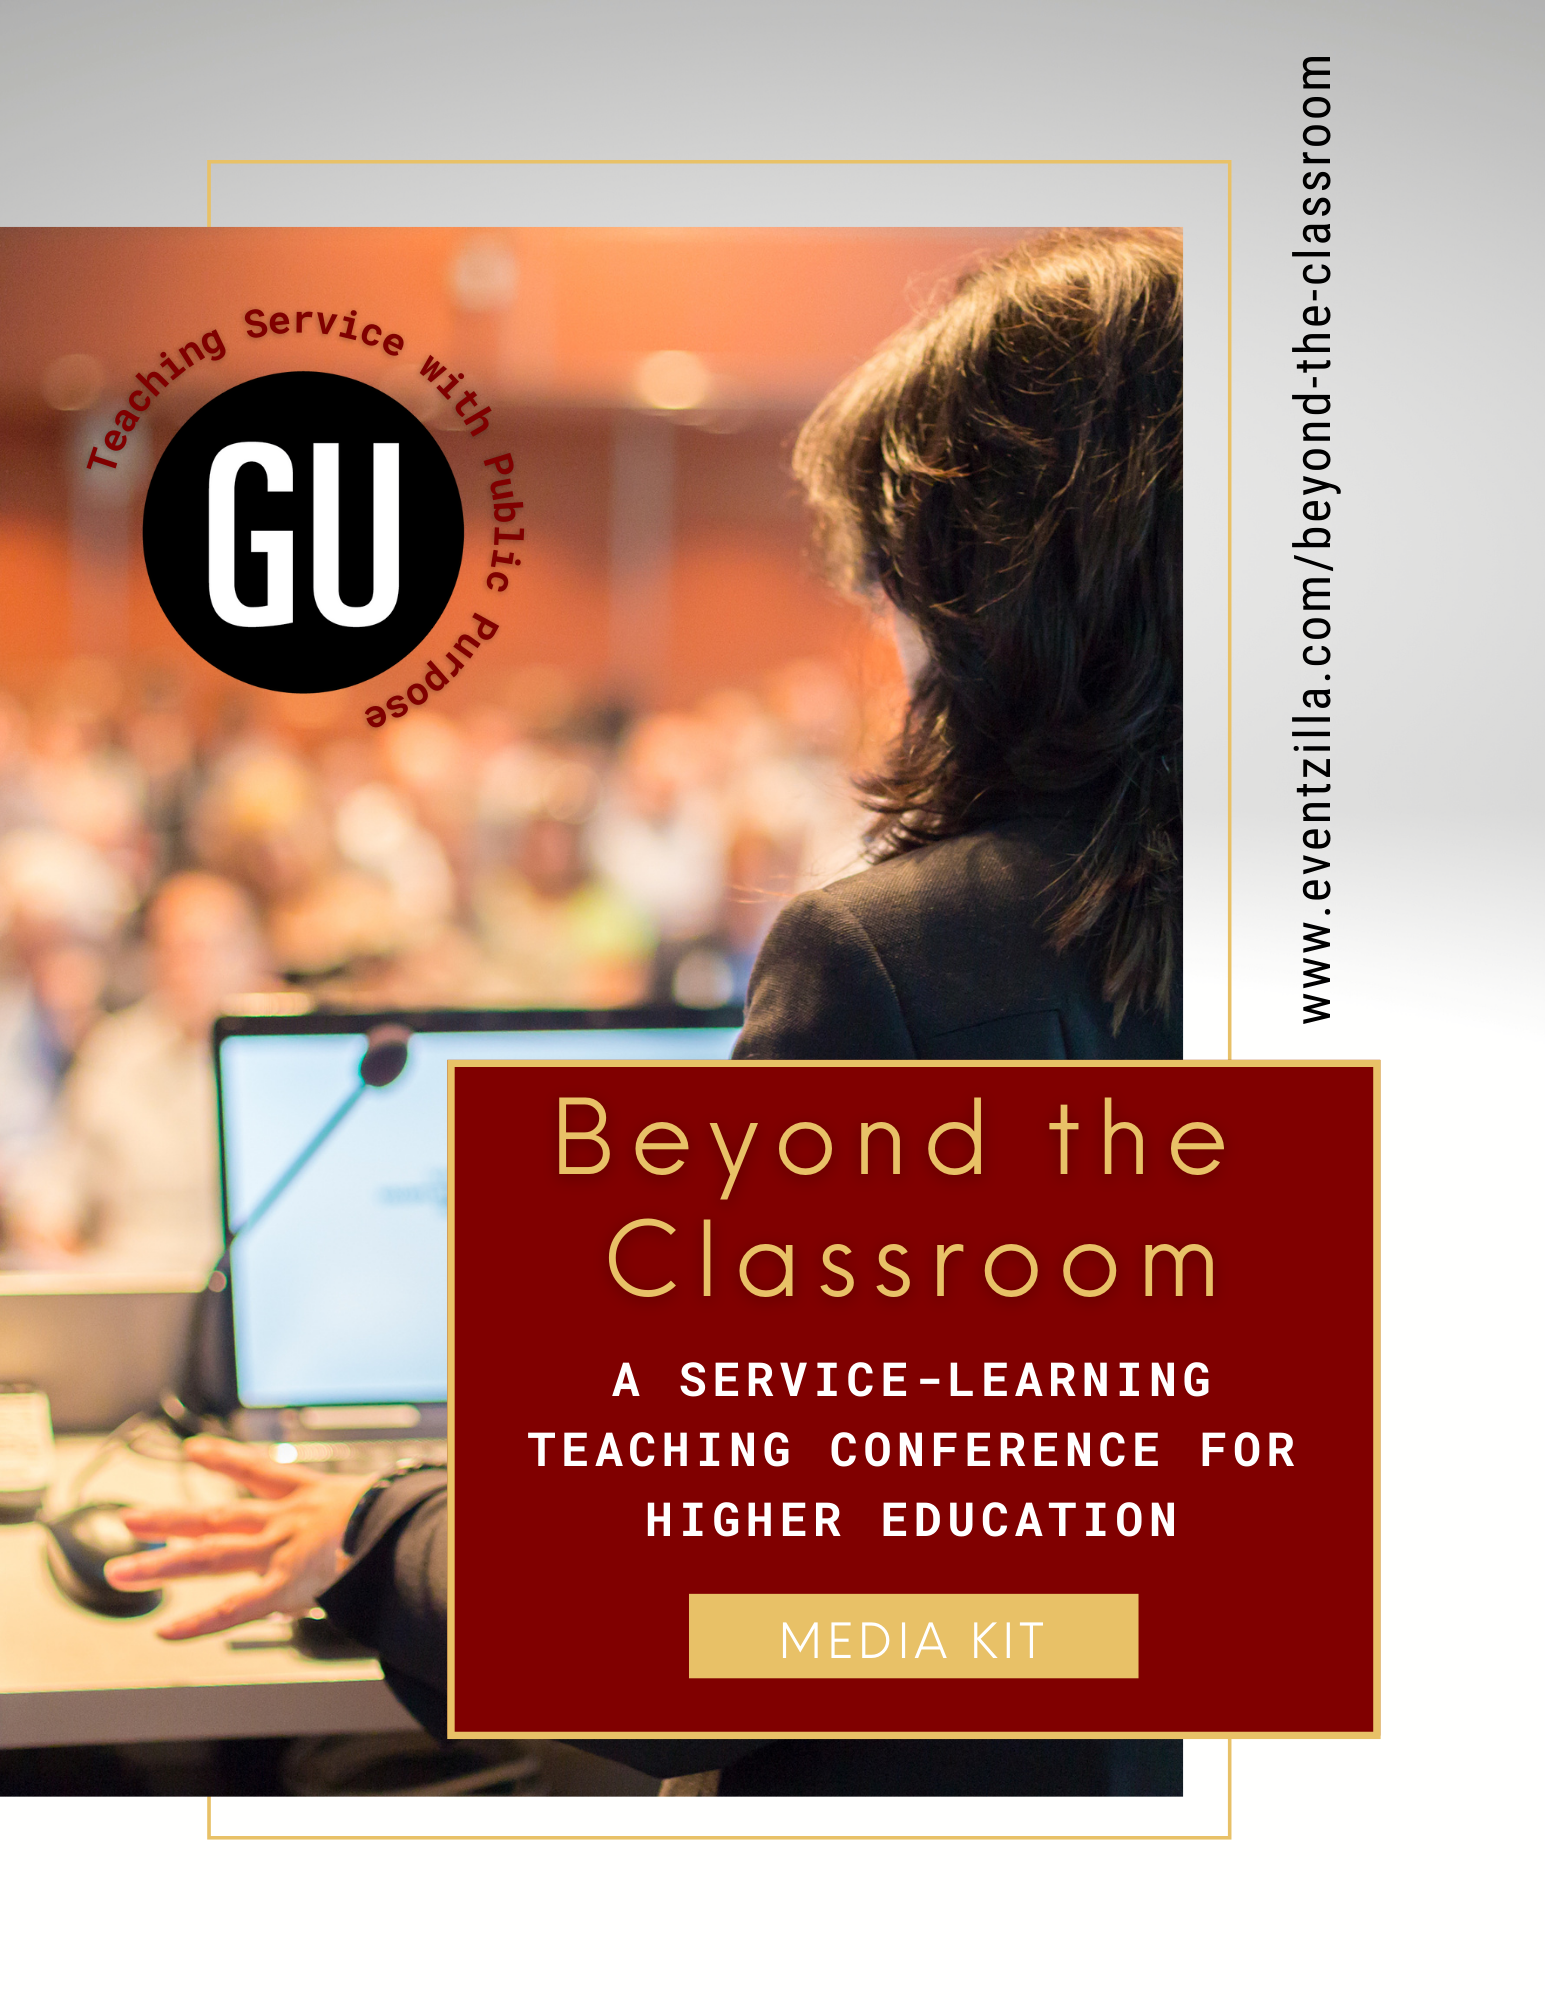 www.eventzilla.com/beyond-the-classroom
Teaching Service with Public Purpose
GU
Beyond the
Classroom
A SERVICE-LEARNING
TEACHING CONFERENCE FOR
HIGHER EDUCATION
MEDIA KIT